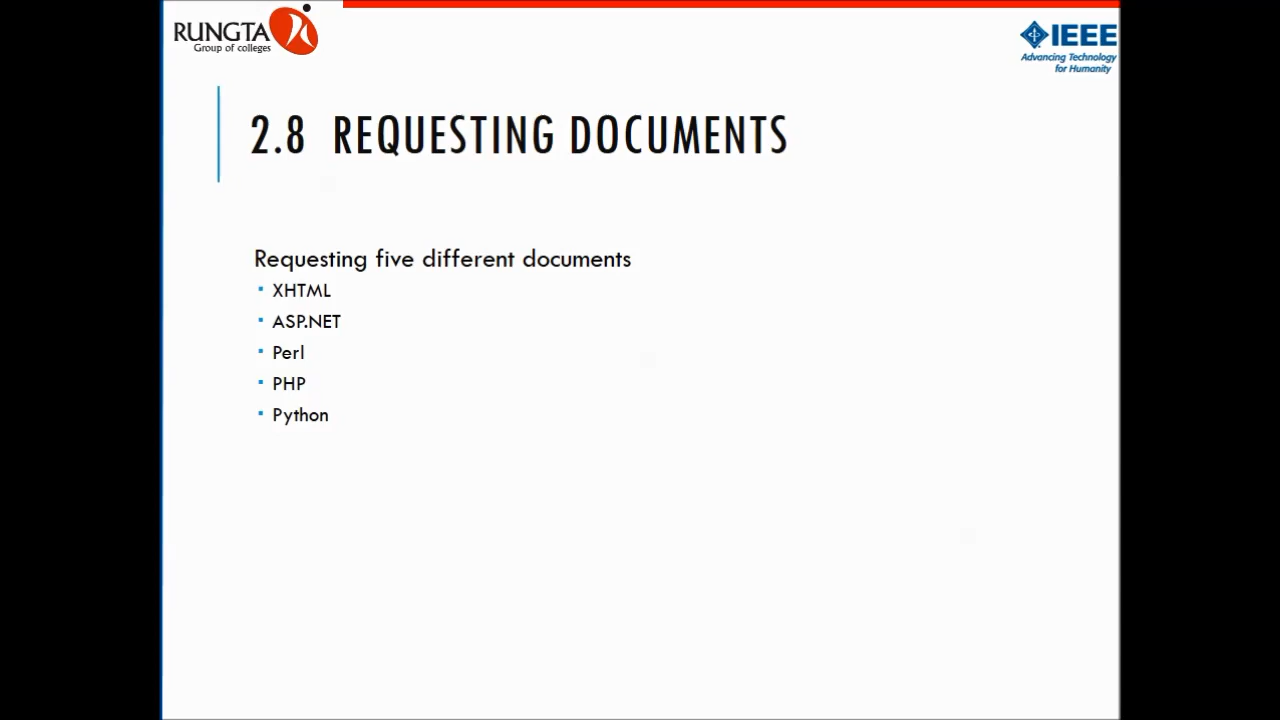 RUNGTA
Group of colleges
IEEE
Advancing Technology
for Humanity
2.8 REQUESTING DOCUMENTS
Requesting five different documents
▪ XHTML
▪ ASP.NET
▪ Perl
▪ PHP
▪ Python